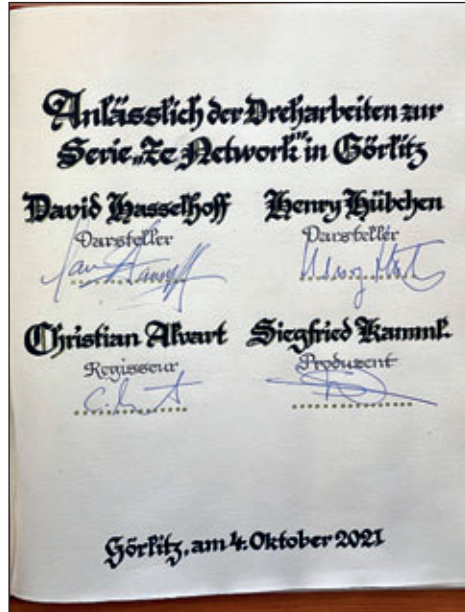 Anlässlich der Dreharbeiten zur
Serie „Ze Network“ in Görlitz
David Hasselhoff Henry Hübchen
Darsteller Darsteller
Christian Alvart Siegfried Kamml.
Regisseur Produzent
Görlitz, am 4. Oktober 2021